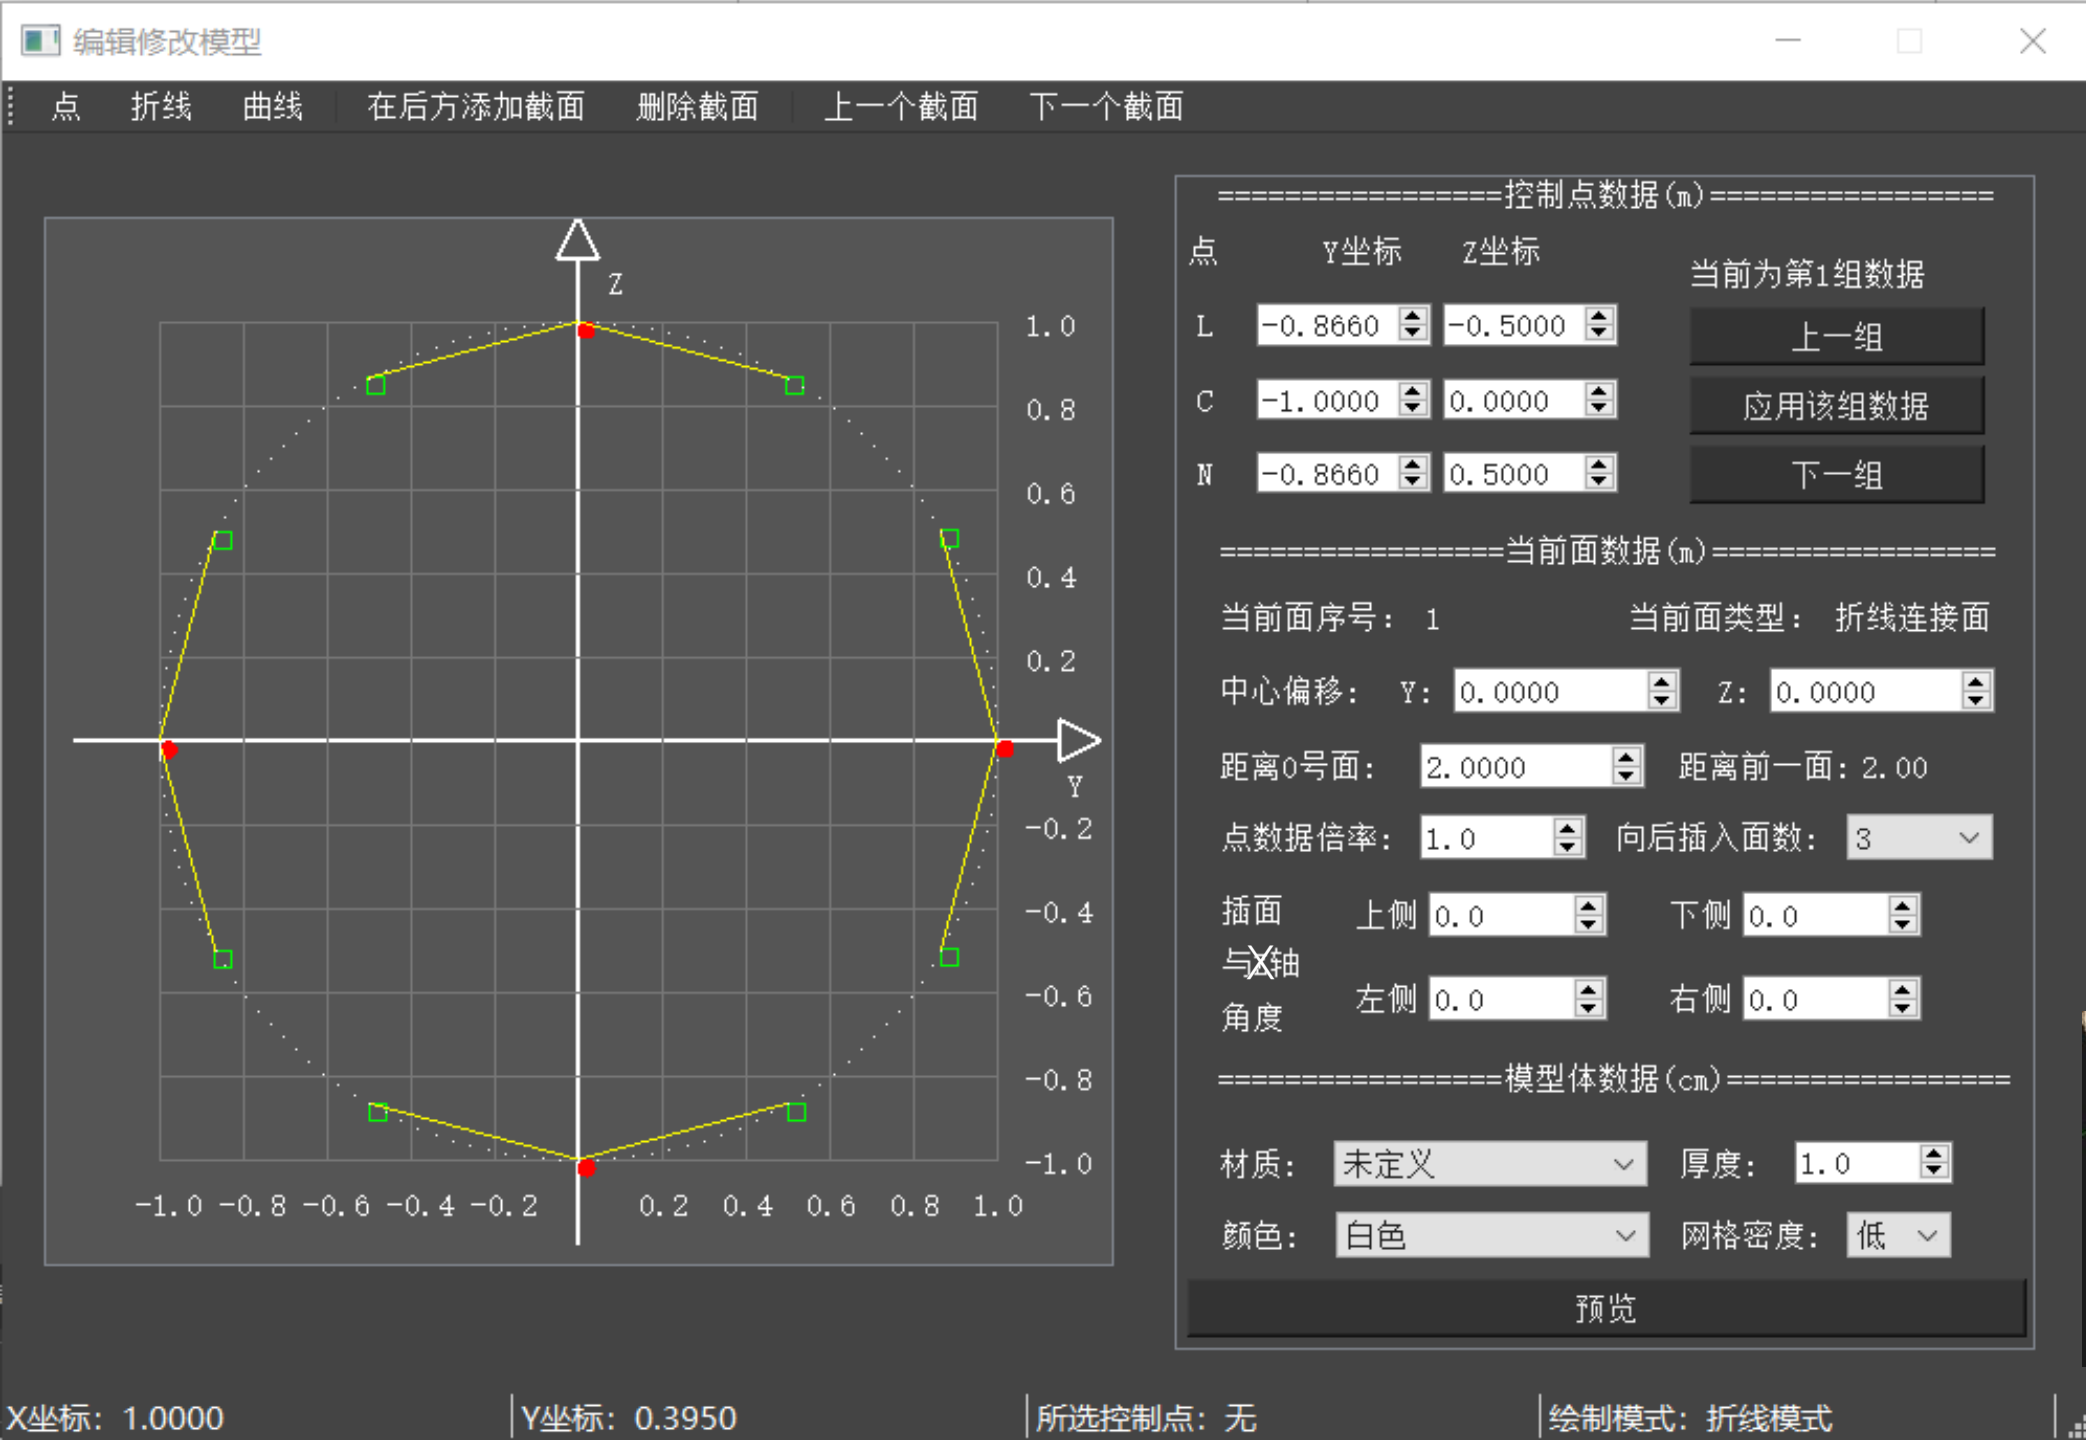 编辑修改模型
点 折线 曲线 在后方添加截面 删除截面 上一个截面 下一个截面
Z
1.0
0.8
0.6
0.4
0.2
Y
-0.2
-0.4
-0.6
-0.8
-1.0
-1.0 -0.8 -0.6 -0.4 -0.2 0.2 0.4 0.6 0.8 1.0
=================控制点数据(m)=================
点 Y坐标 Z坐标
当前为第1组数据
L -0.8660 -0.5000
上一组
C -1.0000 0.0000
应用该组数据
N -0.8660 0.5000
下一组
=================当前面数据(m)=================
当前面序号: 1 当前面类型: 折线连接面
中心偏移: Y: 0.0000 Z: 0.0000
距离0号面: 2.0000 距离前一面:2.00
点数据倍率: 1.0 向后插入面数: 3
插面
与X轴
角度
上侧 0.0 下侧 0.0
左侧 0.0 右侧 0.0
=================模型体数据(cm)=================
材质: 未定义 厚度: 1.0
颜色: 白色 网格密度: 低
预览
X坐标: 1.0000 Y坐标: 0.3950 所选控制点: 无 绘制模式: 折线模式